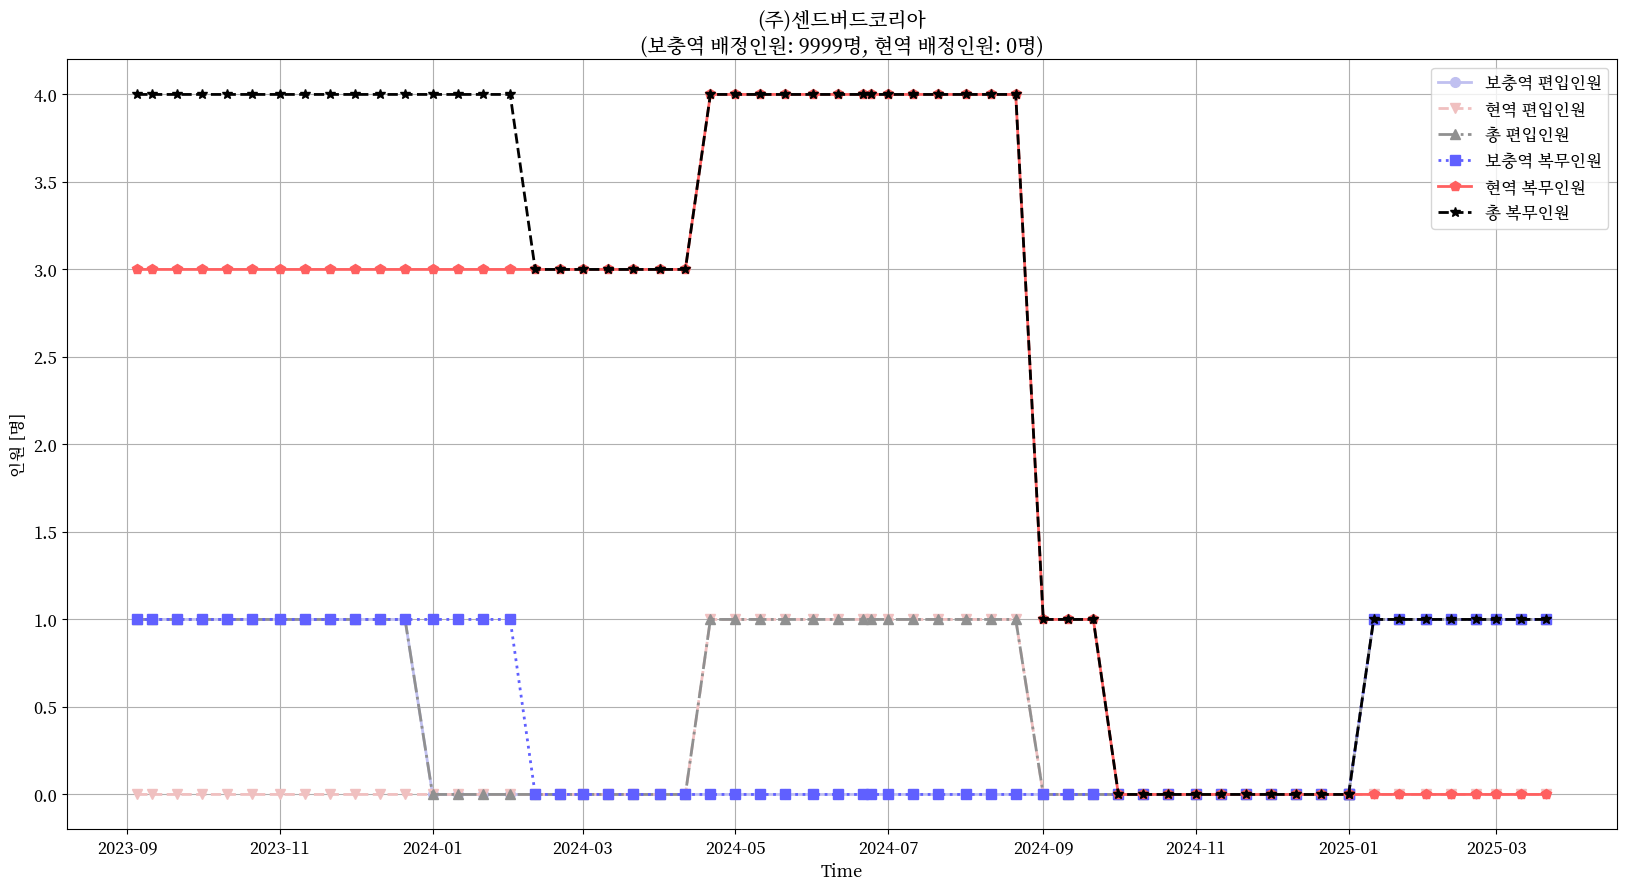 (주)센드버드코리아
(보충역 배정인원: 9999명, 현역 배정인원: 0명)
보충역 편입인원
현역 편입인원
총 편입인원
보충역 복무인원
현역 복무인원
총 복무인원
4.0
3.5
3.0
2.5
2.0
1.5
1.0
0.5
0.0
인원 [명]
2023-09 2023-11 2024-01 2024-03 2024-05 2024-07 2024-09 2024-11 2025-01 2025-03
Time